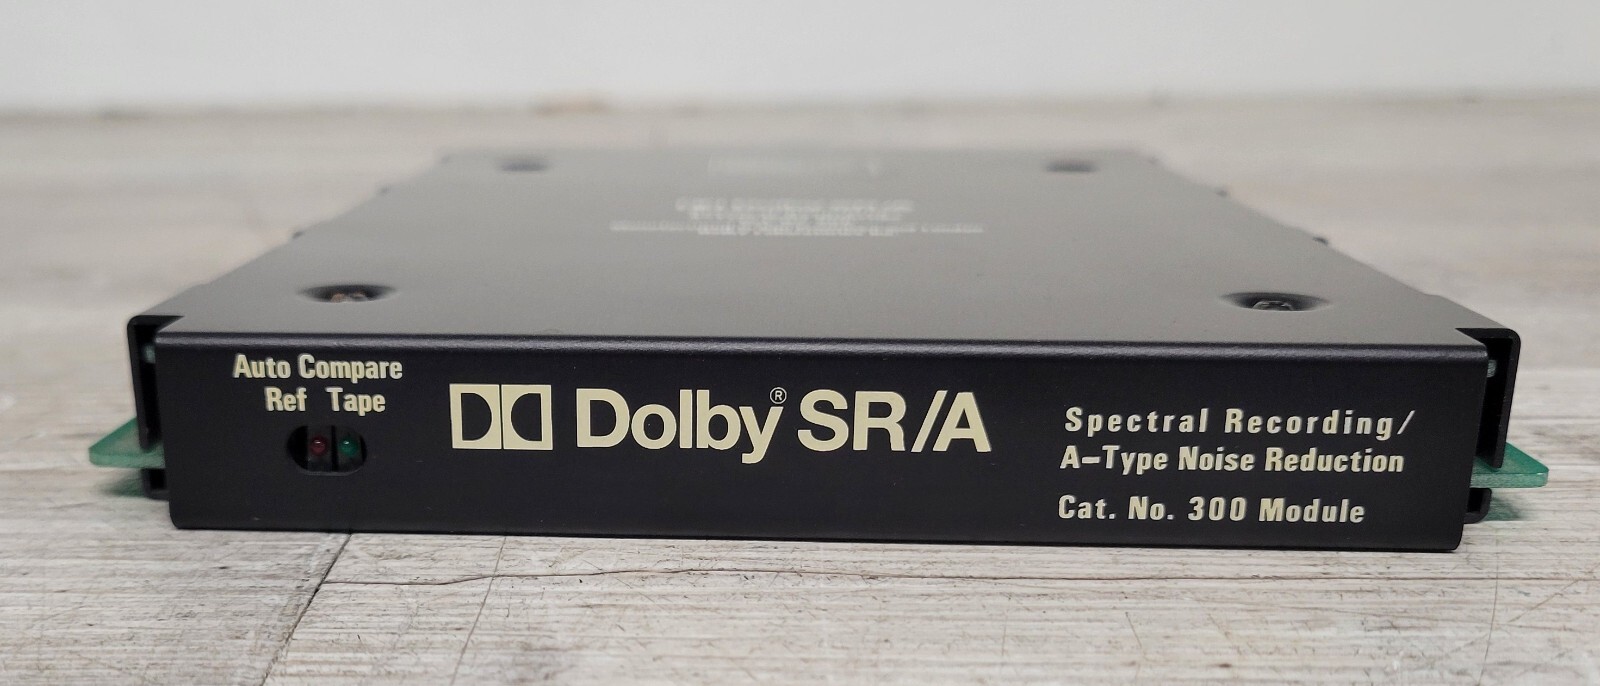 Auto Compare
Ref Tape
Dolby® SR/A
Spectral Recording/
A-Type Noise Reduction
Cat. No. 300 Module